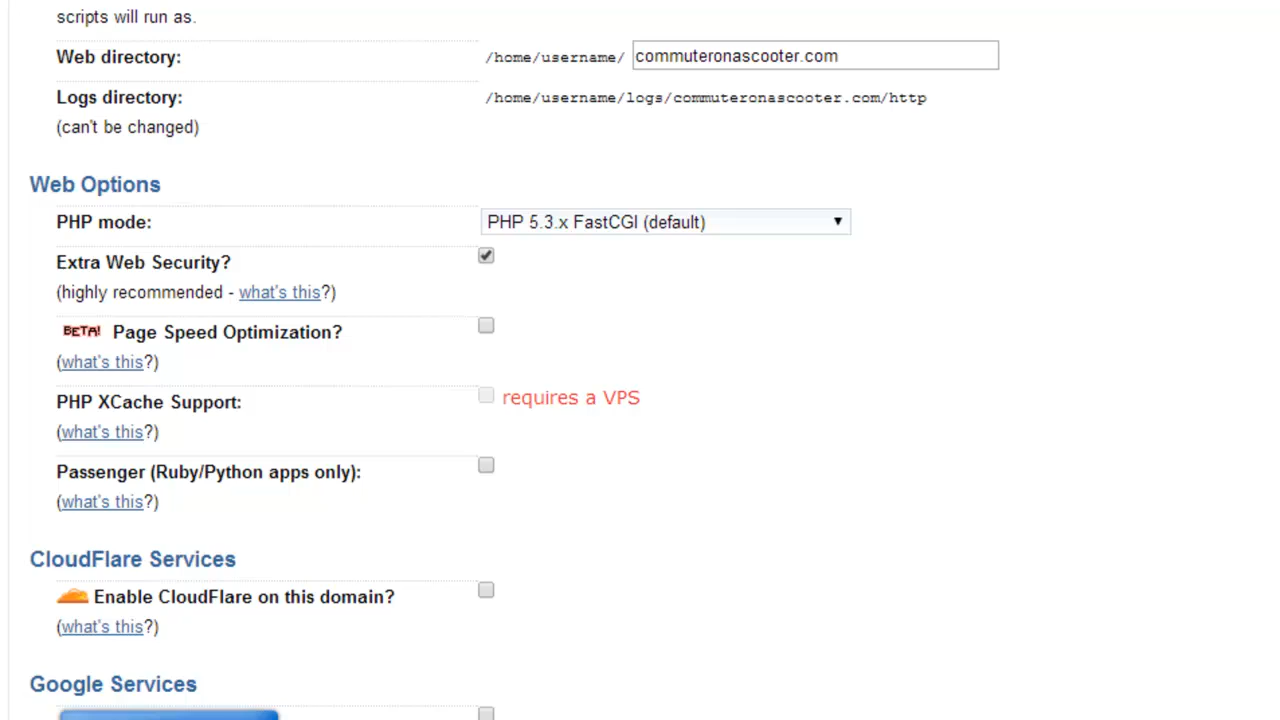 scripts will run as.
Web directory: /home/username/ commuteronascooter.com
Logs directory: /home/username/logs/commuteronascooter.com/http
(can't be changed)
Web Options
PHP mode: PHP 5.3.x FastCGI (default)
Extra Web Security?
(highly recommended - what's this?)
BETA! Page Speed Optimization?
(what's this?)
PHP XCache Support: requires a VPS
(what's this?)
Passenger (Ruby/Python apps only):
(what's this?)
CloudFlare Services
Enable CloudFlare on this domain?
(what's this?)
Google Services